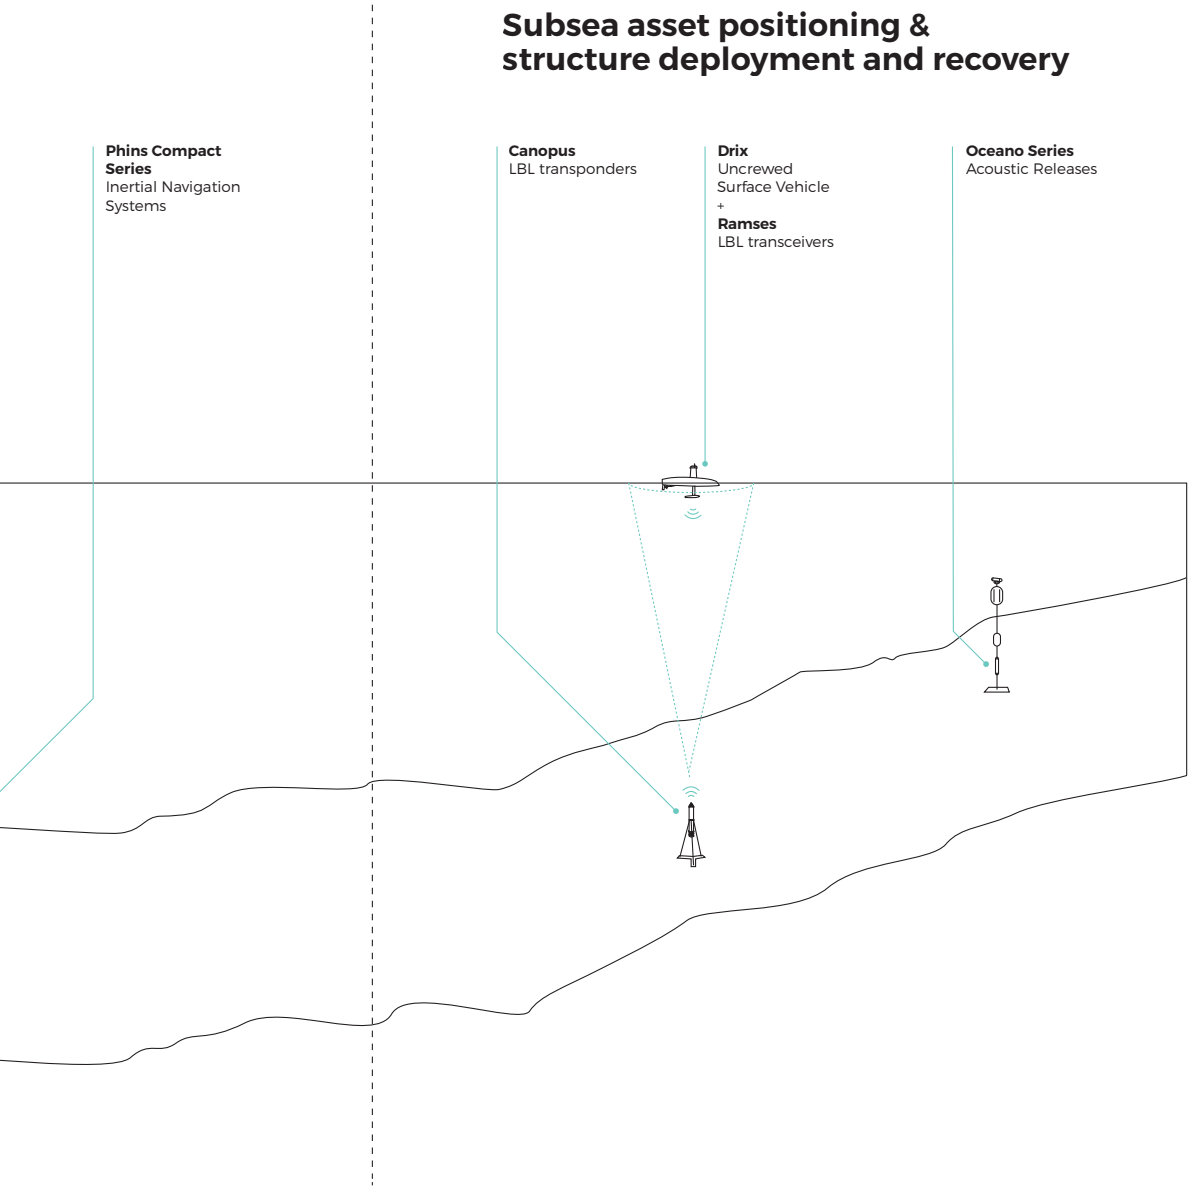 Subsea asset positioning &
structure deployment and recovery
Phins Compact
Series
Inertial Navigation
Systems
Canopus
LBL transponders
Drix
Uncrewed
Surface Vehicle
+
Ramses
LBL transceivers
Oceano Series
Acoustic Releases